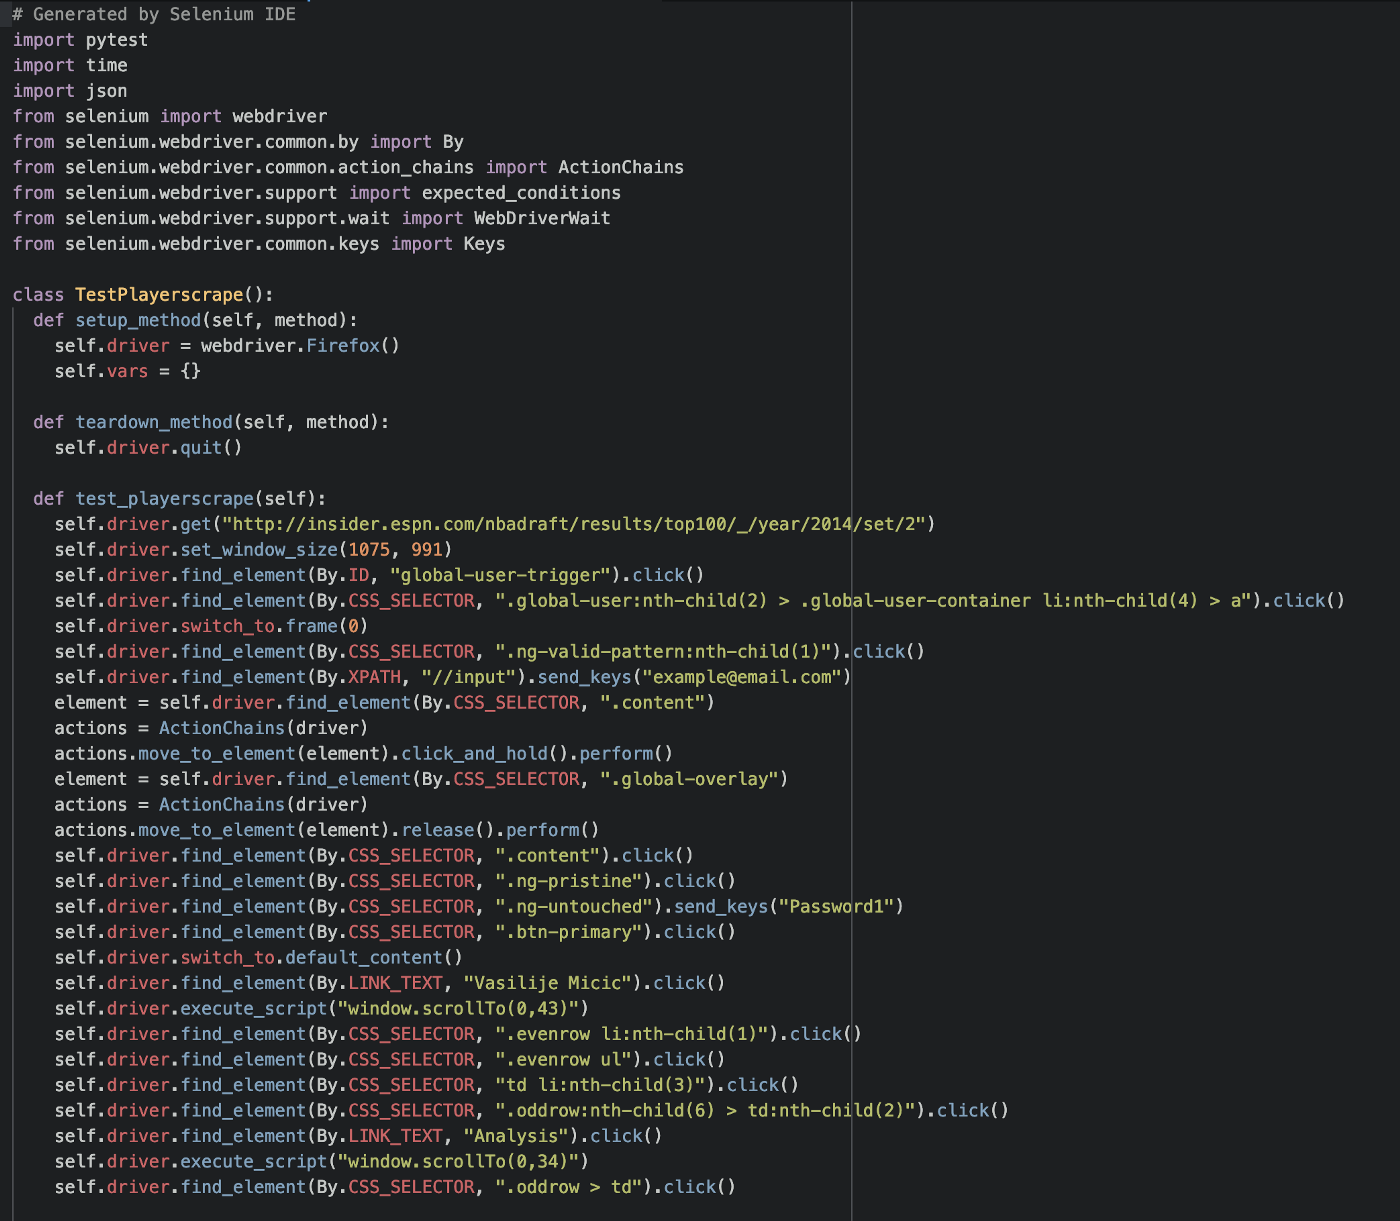 # Generated by Selenium IDE
import pytest
import time
import json
from selenium import webdriver
from selenium.webdriver.common.by import By
from selenium.webdriver.common.action_chains import ActionChains
from selenium.webdriver.support import expected_conditions
from selenium.webdriver.support.wait import WebDriverWait
from selenium.webdriver.common.keys import Keys

class TestPlayerscrape():
  def setup_method(self, method):
    self.driver = webdriver.Firefox()
    self.vars = {}

  def teardown_method(self, method):
    self.driver.quit()

  def test_playerscrape(self):
    self.driver.get("http://insider.espn.com/nbadraft/results/top100/_/year/2014/set/2")
    self.driver.set_window_size(1075, 991)
    self.driver.find_element(By.ID, "global-user-trigger").click()
    self.driver.find_element(By.CSS_SELECTOR, ".global-user:nth-child(2) > .global-user-container li:nth-child(4) > a").click()
    self.driver.switch_to.frame(0)
    self.driver.find_element(By.CSS_SELECTOR, ".ng-valid-pattern:nth-child(1)").click()
    self.driver.find_element(By.XPATH, "//input").send_keys("example@email.com")
    element = self.driver.find_element(By.CSS_SELECTOR, ".content")
    actions = ActionChains(driver)
    actions.move_to_element(element).click_and_hold().perform()
    element = self.driver.find_element(By.CSS_SELECTOR, ".global-overlay")
    actions = ActionChains(driver)
    actions.move_to_element(element).release().perform()
    self.driver.find_element(By.CSS_SELECTOR, ".content").click()
    self.driver.find_element(By.CSS_SELECTOR, ".ng-pristine").click()
    self.driver.find_element(By.CSS_SELECTOR, ".ng-untouched").send_keys("Password1")
    self.driver.find_element(By.CSS_SELECTOR, ".btn-primary").click()
    self.driver.switch_to.default_content()
    self.driver.find_element(By.LINK_TEXT, "Vasilije Micic").click()
    self.driver.execute_script("window.scrollTo(0,43)")
    self.driver.find_element(By.CSS_SELECTOR, ".evenrow li:nth-child(1)").click()
    self.driver.find_element(By.CSS_SELECTOR, ".evenrow ul").click()
    self.driver.find_element(By.CSS_SELECTOR, "td li:nth-child(3)").click()
    self.driver.find_element(By.CSS_SELECTOR, ".oddrow:nth-child(6) > td:nth-child(2)").click()
    self.driver.find_element(By.LINK_TEXT, "Analysis").click()
    self.driver.execute_script("window.scrollTo(0,34)")
    self.driver.find_element(By.CSS_SELECTOR, ".oddrow > td").click()